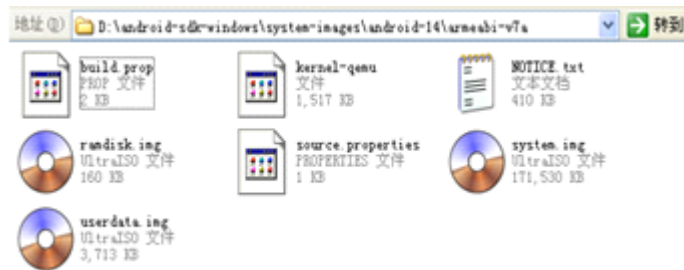 地址(D) D:\android-sdk-windows\system-images\android-14\armeabi-v7a 转到
build.prop
PROP 文件
2 KB
kernel-qemu
文件
1,517 KB
NOTICE.txt
文本文档
410 KB
ramdisk.img
UltraISO 文件
160 KB
source.properties
PROPERTIES 文件
1 KB
system.img
UltraISO 文件
171,530 KB
userdata.img
UltraISO 文件
3,713 KB